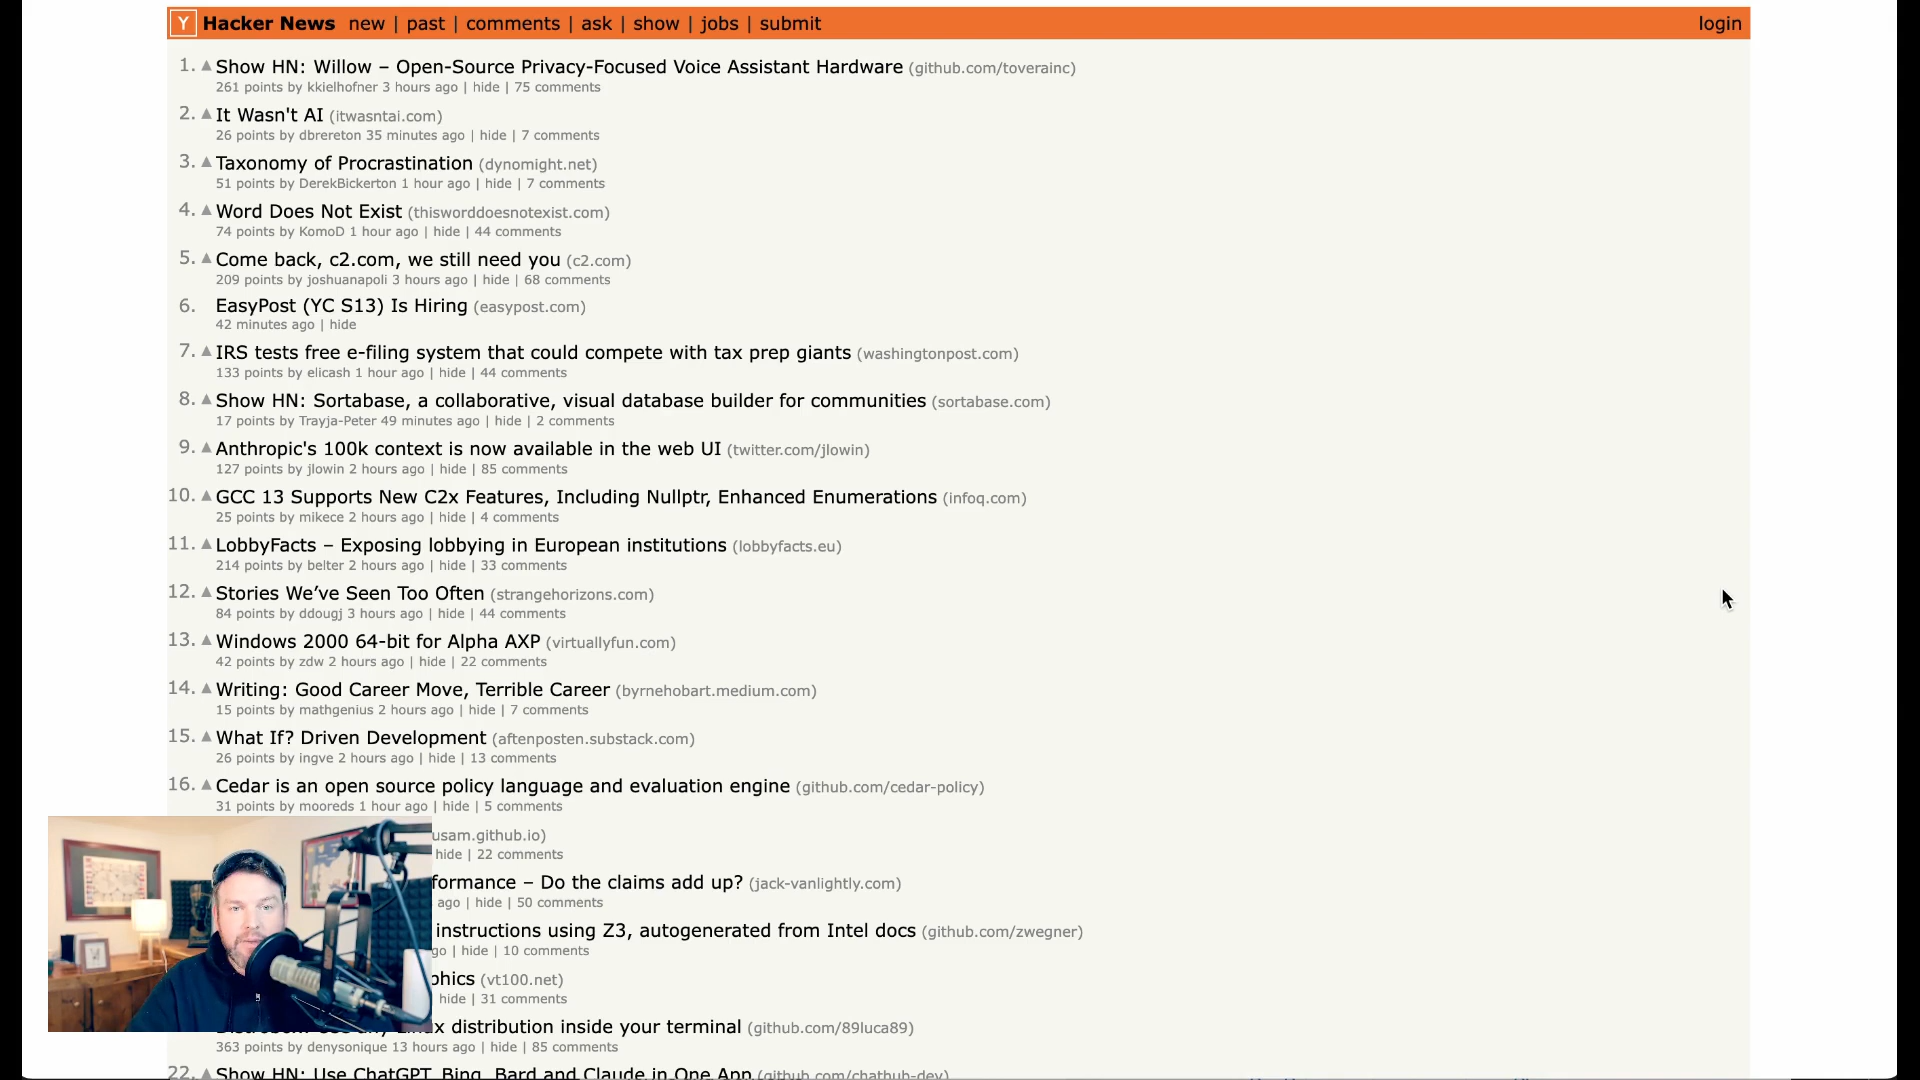 Y Hacker News new | past | comments | ask | show | jobs | submit login
1. Show HN: Willow – Open-Source Privacy-Focused Voice Assistant Hardware (github.com/toverainc)
261 points by kkielhofner 3 hours ago | hide | 75 comments
2. It Wasn't AI (itwasntai.com)
26 points by dbrereton 35 minutes ago | hide | 7 comments
3. Taxonomy of Procrastination (dynomight.net)
51 points by DerekBickerton 1 hour ago | hide | 7 comments
4. Word Does Not Exist (thisworddoesnotexist.com)
74 points by KomoD 1 hour ago | hide | 44 comments
5. Come back, c2.com, we still need you (c2.com)
209 points by joshuanapoli 3 hours ago | hide | 68 comments
6. EasyPost (YC S13) Is Hiring (easypost.com)
42 minutes ago | hide
7. IRS tests free e-filing system that could compete with tax prep giants (washingtonpost.com)
133 points by elicash 1 hour ago | hide | 44 comments
8. Show HN: Sortabase, a collaborative, visual database builder for communities (sortabase.com)
17 points by Trayja-Peter 49 minutes ago | hide | 2 comments
9. Anthropic's 100k context is now available in the web UI (twitter.com/jlowin)
127 points by jlowin 2 hours ago | hide | 85 comments
10. GCC 13 Supports New C2x Features, Including Nullptr, Enhanced Enumerations (infoq.com)
25 points by mikece 2 hours ago | hide | 4 comments
11. LobbyFacts – Exposing lobbying in European institutions (lobbyfacts.eu)
214 points by belter 2 hours ago | hide | 33 comments
12. Stories We’ve Seen Too Often (strangehorizons.com)
84 points by ddougj 3 hours ago | hide | 44 comments
13. Windows 2000 64-bit for Alpha AXP (virtuallyfun.com)
42 points by zdw 2 hours ago | hide | 22 comments
14. Writing: Good Career Move, Terrible Career (byrnehobart.medium.com)
15 points by mathgenius 2 hours ago | hide | 7 comments
15. What If? Driven Development (aftenposten.substack.com)
26 points by ingve 2 hours ago | hide | 13 comments
16. Cedar is an open source policy language and evaluation engine (github.com/cedar-policy)
31 points by mooreds 1 hour ago | hide | 5 comments
usam.github.io)
hide | 22 comments
formance – Do the claims add up? (jack-vanlightly.com)
ago | hide | 50 comments
instructions using Z3, autogenerated from Intel docs (github.com/zwegner)
go | hide | 10 comments
phics (vt100.net)
hide | 31 comments
distribution inside your terminal (github.com/89luca89)
363 points by denysonique 13 hours ago | hide | 85 comments
22. Show HN: Use ChatGPT, Bing, Bard and Claude in One App (github.com/chathub-dev)